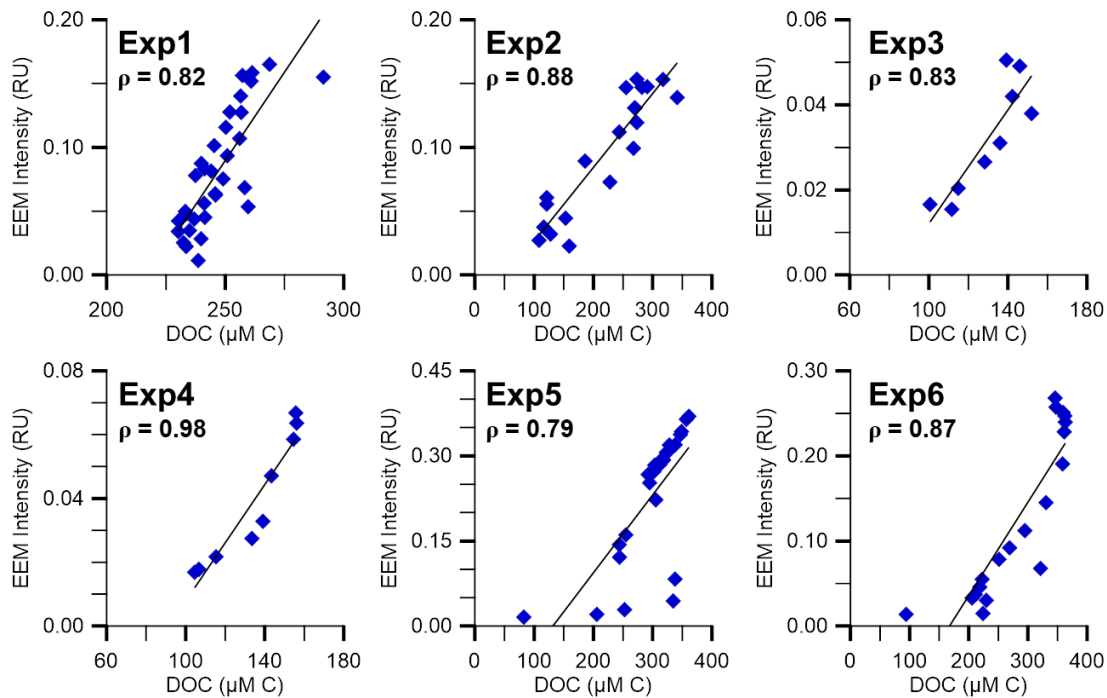 Exp1
ρ = 0.82
EEM Intensity (RU)
0.20
0.10
0.00
200
250
300
DOC (µM C)
Exp2
ρ = 0.88
EEM Intensity (RU)
0.20
0.10
0.00
0
100
200
300
400
DOC (µM C)
Exp3
ρ = 0.83
EEM Intensity (RU)
0.06
0.04
0.02
0.00
60
100
140
180
DOC (µM C)
Exp4
ρ = 0.98
EEM Intensity (RU)
0.08
0.04
0.00
60
100
140
180
DOC (µM C)
Exp5
ρ = 0.79
EEM Intensity (RU)
0.45
0.30
0.15
0.00
0
100
200
300
400
DOC (µM C)
Exp6
ρ = 0.87
EEM Intensity (RU)
0.30
0.20
0.10
0.00
0
100
200
300
400
DOC (µM C)